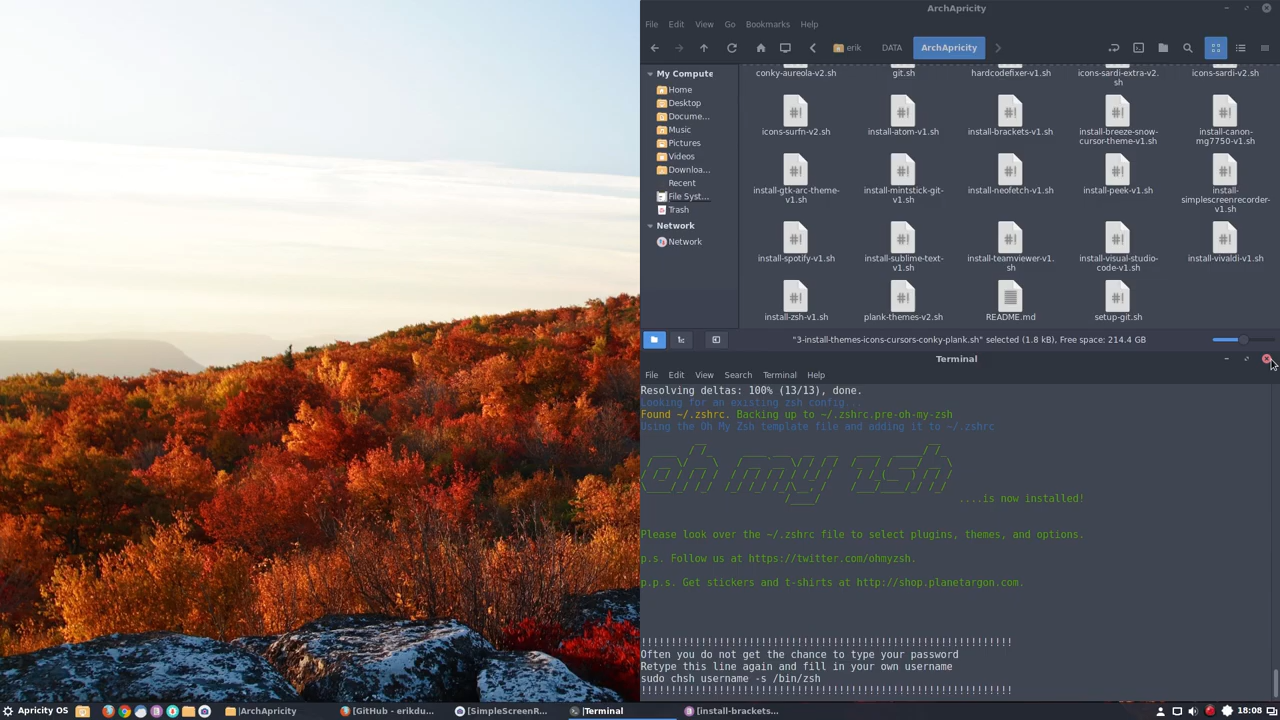 ArchApricity
File Edit View Go Bookmarks Help
erik DATA ArchApricity
My Compute
Home
Desktop
Docume...
Music
Pictures
Videos
Downloa...
Recent
File Syst...
Trash
Network
Network
conky-aureola-v2.sh git.sh hardcodefixer-v1.sh icons-sardi-extra-v2.sh icons-sardi-v2.sh
icons-surfn-v2.sh install-atom-v1.sh install-brackets-v1.sh install-breeze-snow-cursor-theme-v1.sh install-canon-mg7750-v1.sh
install-gtk-arc-theme-v1.sh install-mintstick-git-v1.sh install-neofetch-v1.sh install-peek-v1.sh install-simplescreenrecorder-v1.sh
install-spotify-v1.sh install-sublime-text-v1.sh install-teamviewer-v1.sh install-visual-studio-code-v1.sh install-vivaldi-v1.sh
install-zsh-v1.sh plank-themes-v2.sh README.md setup-git.sh
"3-install-themes-icons-cursors-conky-plank.sh" selected (1.8 kB), Free space: 214.4 GB
Terminal
File Edit View Search Terminal Help
Resolving deltas: 100% (13/13), done.
Looking for an existing zsh config...
Found ~/.zshrc. Backing up to ~/.zshrc.pre-oh-my-zsh
Using the Oh My Zsh template file and adding it to ~/.zshrc
oh my zsh
....is now installed!
Please look over the ~/.zshrc file to select plugins, themes, and options.
p.s. Follow us at https://twitter.com/ohmyzsh.
p.p.s. Get stickers and t-shirts at http://shop.planetargon.com.
!!!!!!!!!!!!!!!!!!!!!!!!!!!!!!!!!!!!!!!!!!!!!!!!!!!!!!!!!!!!!!
Often you do not get the chance to type your password
Retype this line again and fill in your own username
sudo chsh username -s /bin/zsh
!!!!!!!!!!!!!!!!!!!!!!!!!!!!!!!!!!!!!!!!!!!!!!!!!!!!!!!!!!!!!!
Apricity OS |ArchApricity [GitHub - erikdu... [SimpleScreenR... |Terminal [install-brackets... 18:08